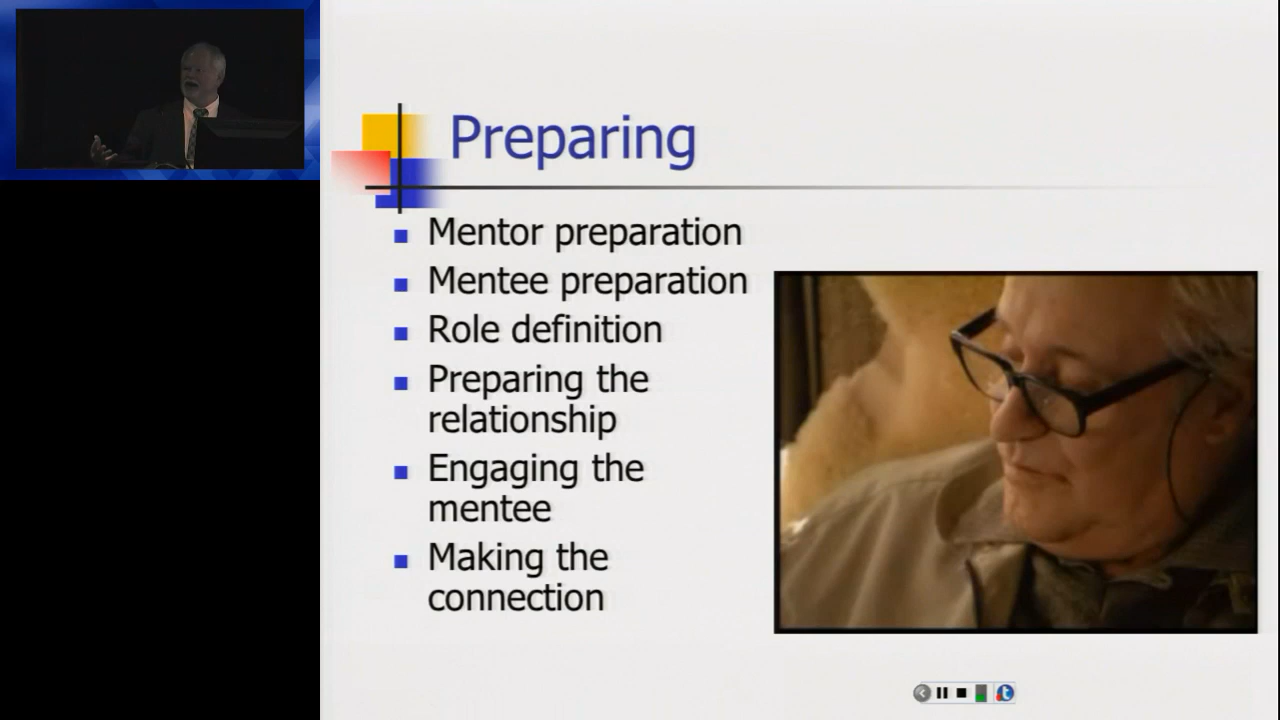 Preparing
Mentor preparation
Mentee preparation
Role definition
Preparing the
relationship
Engaging the
mentee
Making the
connection